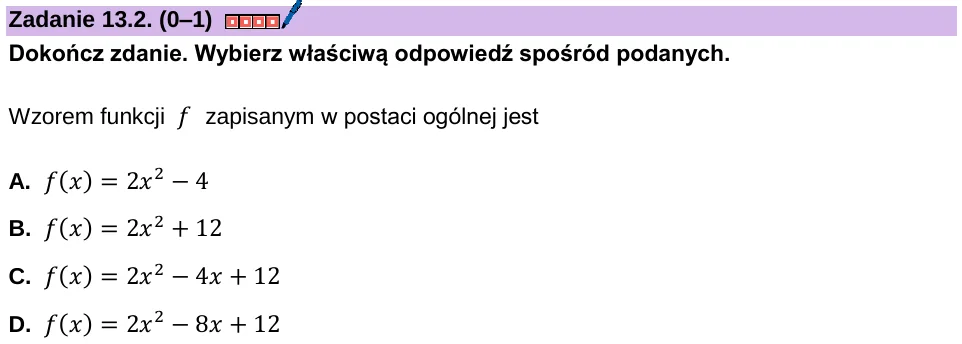 Zadanie 13.2. (0–1)
Dokończ zdanie. Wybierz właściwą odpowiedź spośród podanych.
Wzorem funkcji f zapisanym w postaci ogólnej jest
A. f(x) = 2x² − 4
B. f(x) = 2x² + 12
C. f(x) = 2x² − 4x + 12
D. f(x) = 2x² − 8x + 12